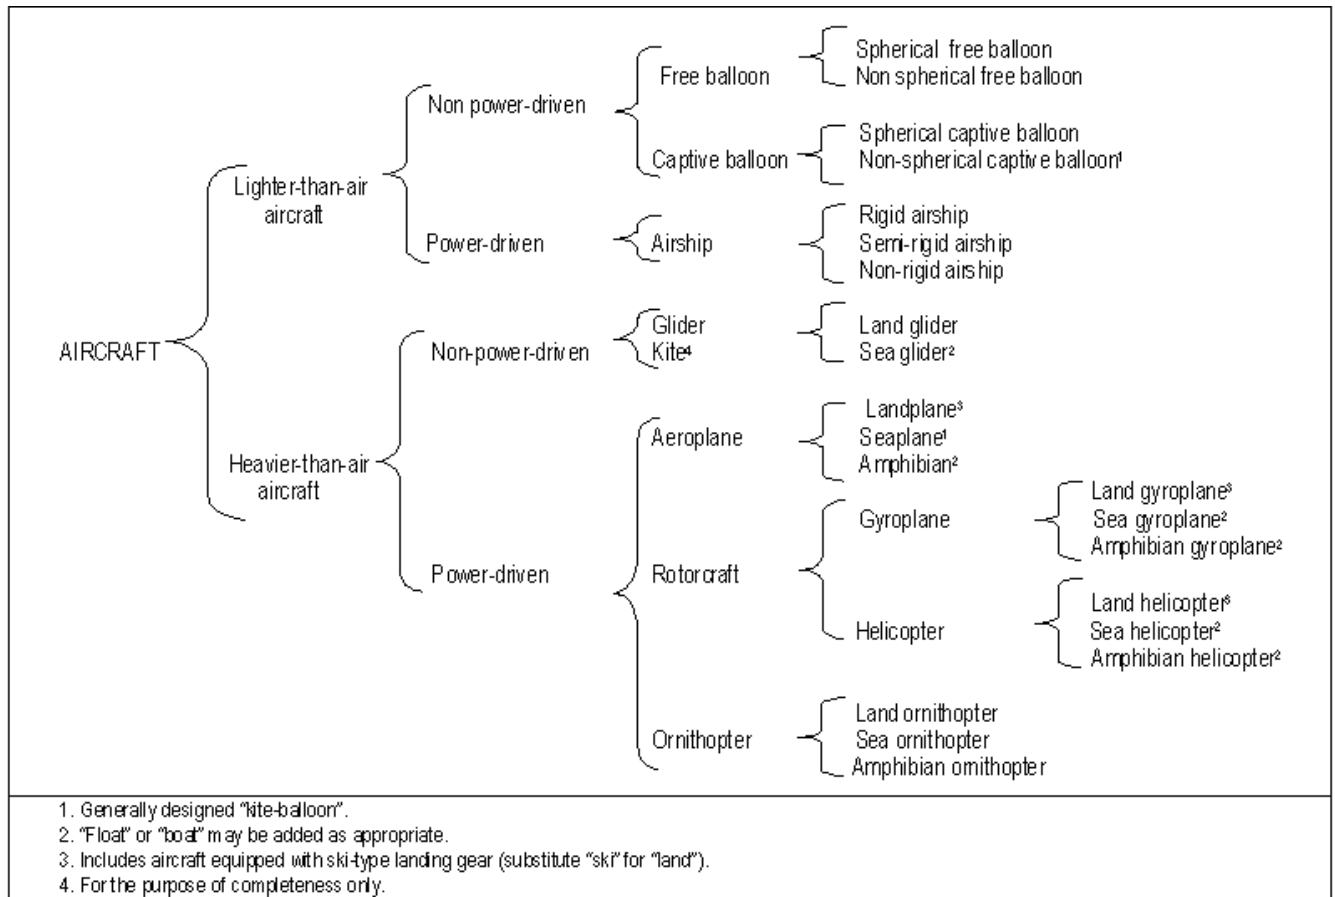 Spherical free balloon
Free balloon
Non spherical free balloon
Non power-driven
Spherical captive balloon
Captive balloon
Non-spherical captive balloon¹
Lighter-than-air
aircraft
Rigid airship
Power-driven
Airship
Semi-rigid airship
Non-rigid airship
AIRCRAFT
Non-power-driven
Glider
Kite⁴
Land glider
Sea glider²
Heavier-than-air
aircraft
Aeroplane
Landplane³
Seaplane¹
Amphibian²
Power-driven
Rotorcraft
Gyroplane
Land gyroplane³
Sea gyroplane²
Amphibian gyroplane²
Helicopter
Land helicopter³
Sea helicopter²
Amphibian helicopter²
Ornithopter
Land ornithopter
Sea ornithopter
Amphibian ornithopter
1. Generally designed “kite-balloon”.
2. “Float” or “boat” may be added as appropriate.
3. Includes aircraft equipped with ski-type landing gear (substitute “ski” for “land”).
4. For the purpose of completeness only.